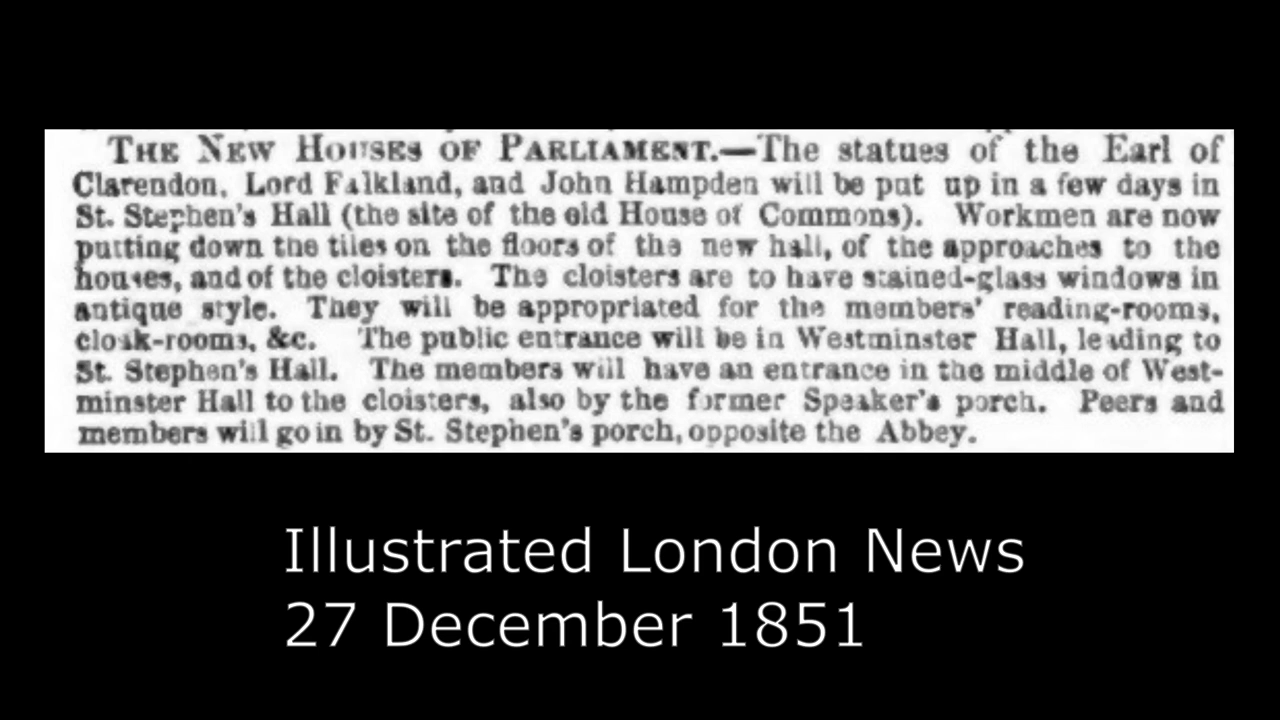 THE NEW HOUSES OF PARLIAMENT.—The statues of the Earl of
Clarendon, Lord Falkland, and John Hampden will be put up in a few days in
St. Stephen's Hall (the site of the old House of Commons). Workmen are now
putting down the tiles on the floors of the new hall, of the approaches to the
houses, and of the cloisters. The cloisters are to have stained-glass windows in
antique style. They will be appropriated for the members' reading-rooms,
cloak-rooms, &c. The public entrance will be in Westminster Hall, leading to
St. Stephen's Hall. The members will have an entrance in the middle of West-
minster Hall to the cloisters, also by the former Speaker's porch. Peers and
members will go in by St. Stephen's porch, opposite the Abbey.
Illustrated London News
27 December 1851